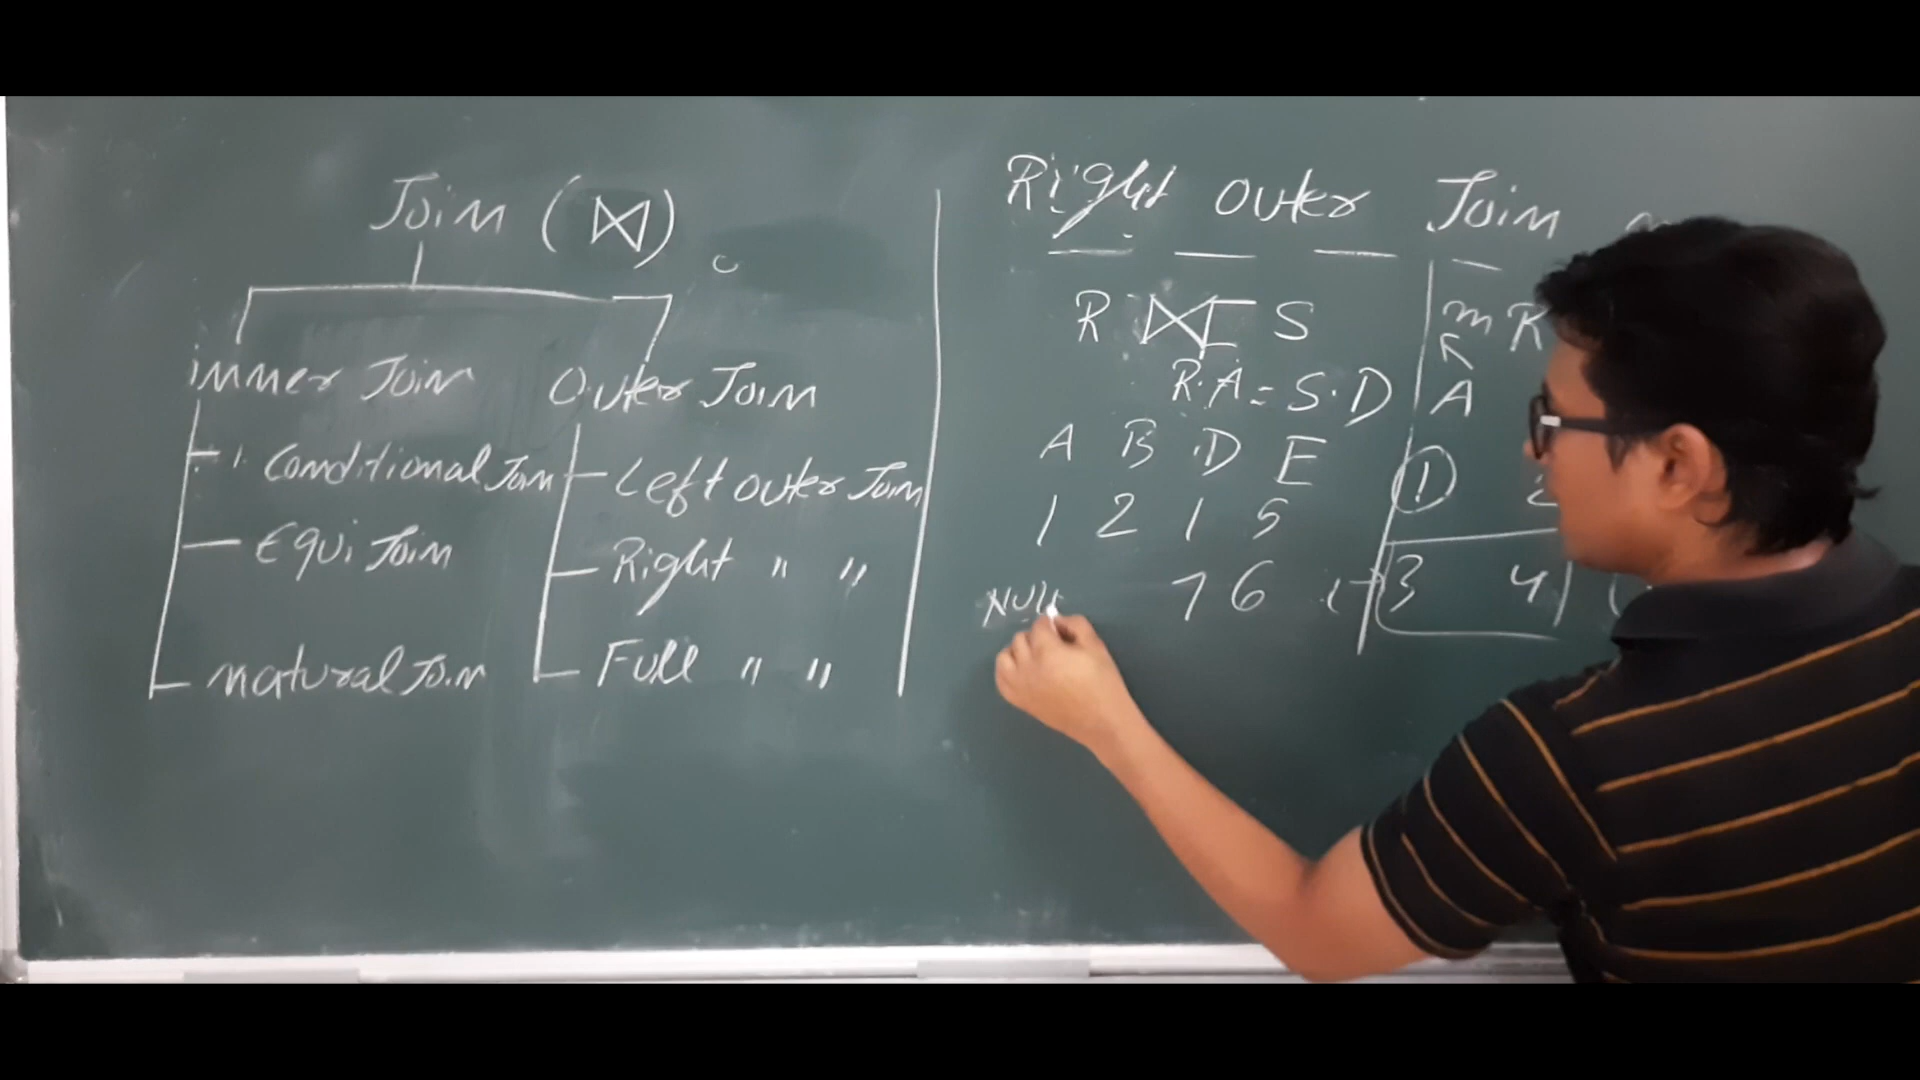 Join (⋈)
inner Join Outer Join
1. Conditional Join
Equi Join
natural Join
Left outer Join
Right " "
Full " "
Right outer Join
R ⟖ S
R.A = S.D
A B D E
1 2 1 5
NULL 7 6
m R
A
1
3 4